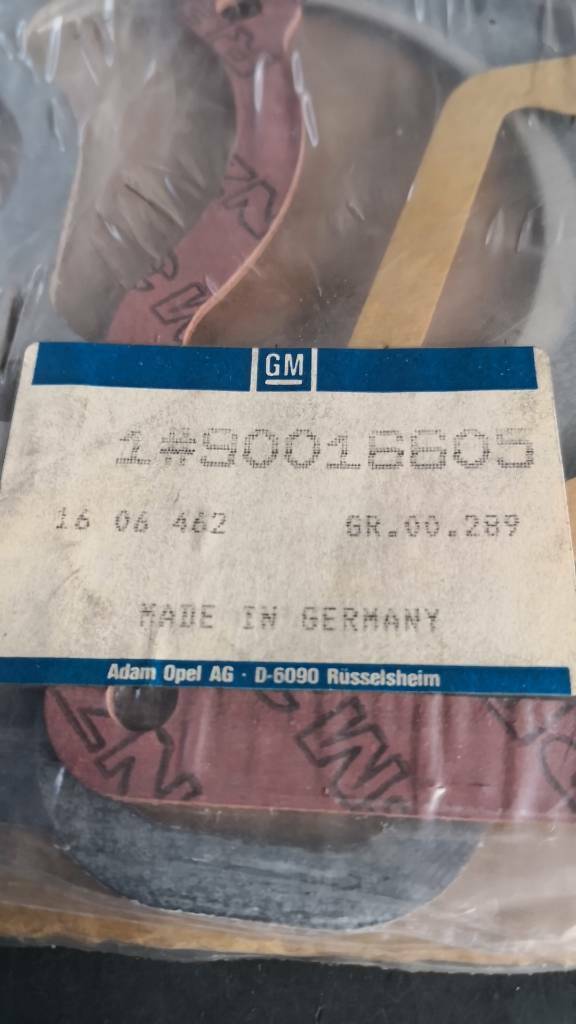 GM
1#90016605
16 06 462 GR.00.289
MADE IN GERMANY
Adam Opel AG · D-6090 Rüsselsheim